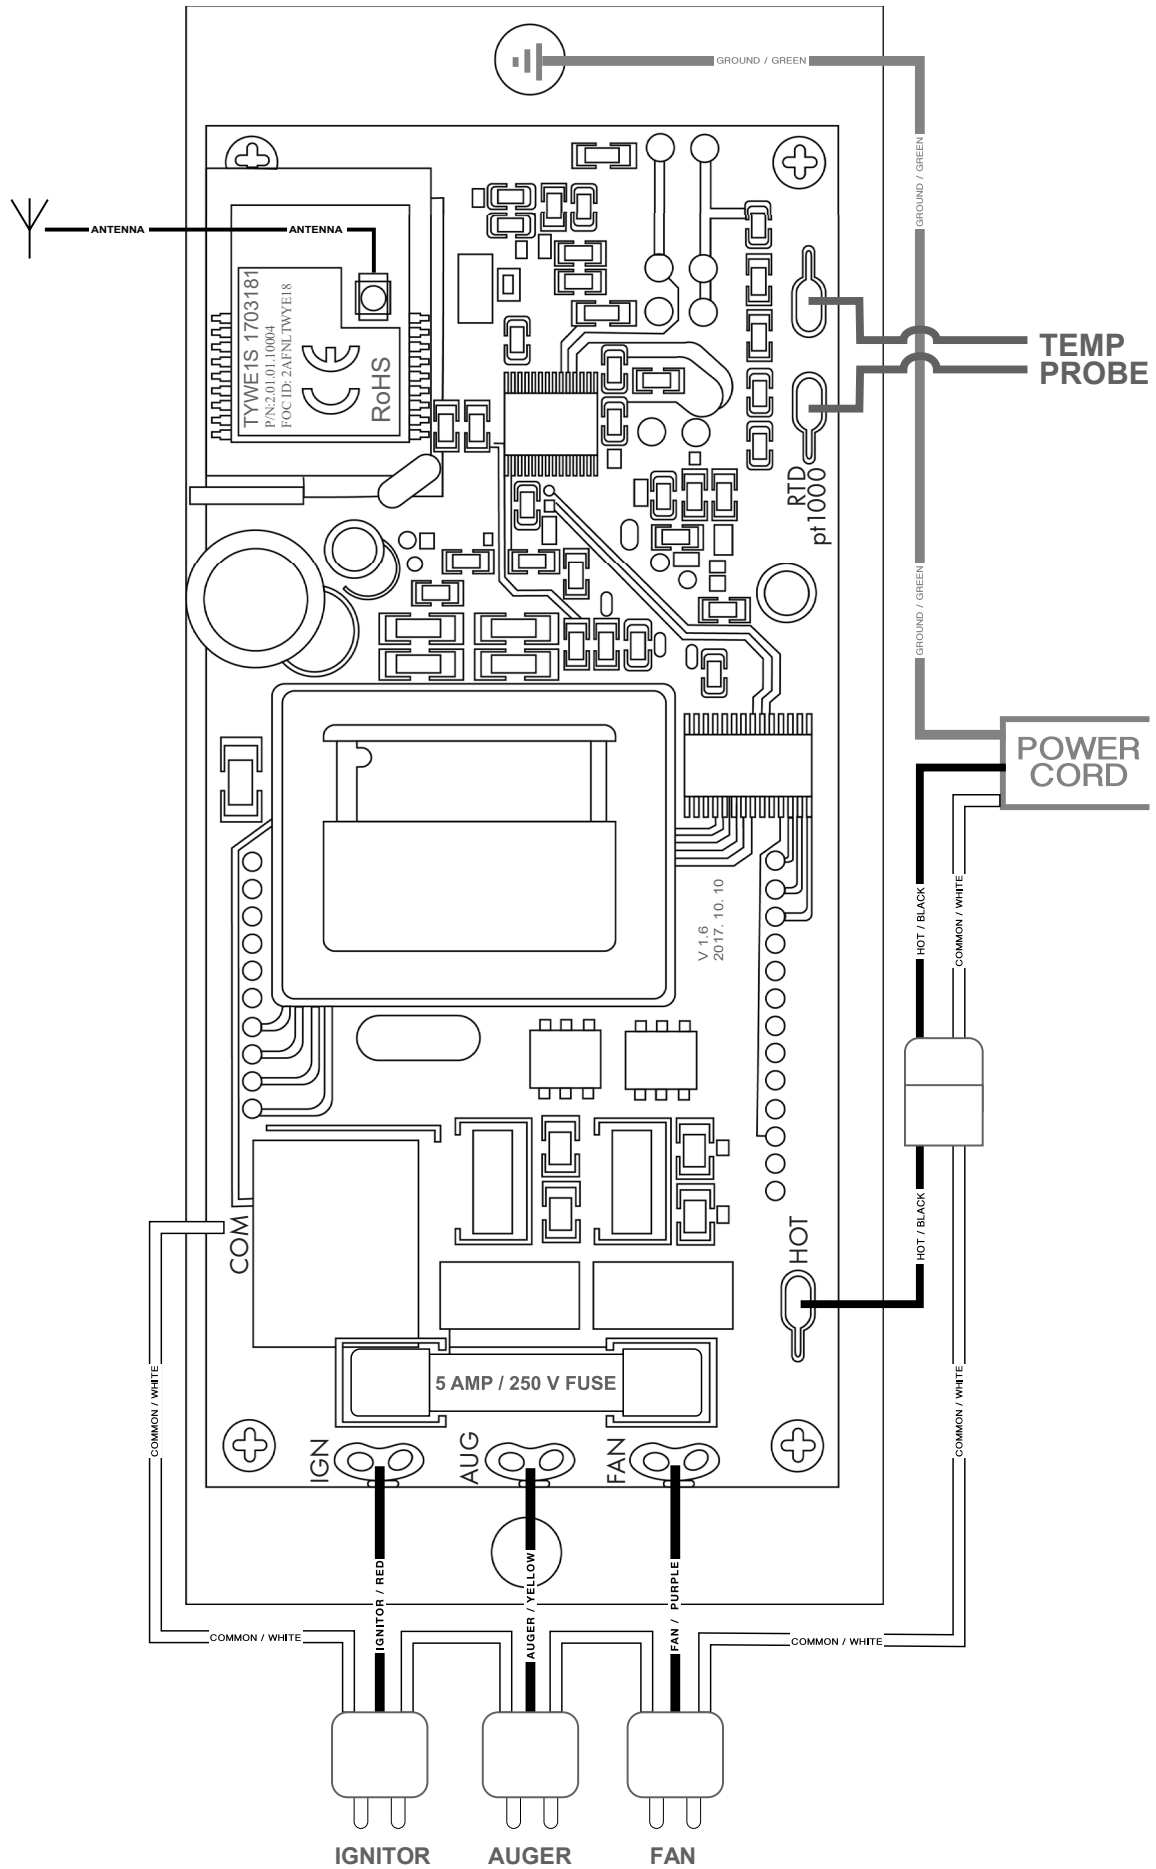 GROUND / GREEN
GROUND / GREEN
GROUND / GREEN
GROUND / GREEN
ANTENNA
ANTENNA
TYWE1S 1703181
P/N:2.01.01.10004
FOC ID: 2AFNLTWYE18
CE
RoHS
TEMP
PROBE
RTD
pt1000
POWER
CORD
V 1.6
2017. 10. 10
HOT / BLACK
COMMON / WHITE
HOT / BLACK
COM
HOT
5 AMP / 250 V FUSE
COMMON / WHITE
COMMON / WHITE
IGN
AUG
FAN
IGNITOR / RED
AUGER / YELLOW
FAN / PURPLE
COMMON / WHITE
COMMON / WHITE
IGNITOR
AUGER
FAN